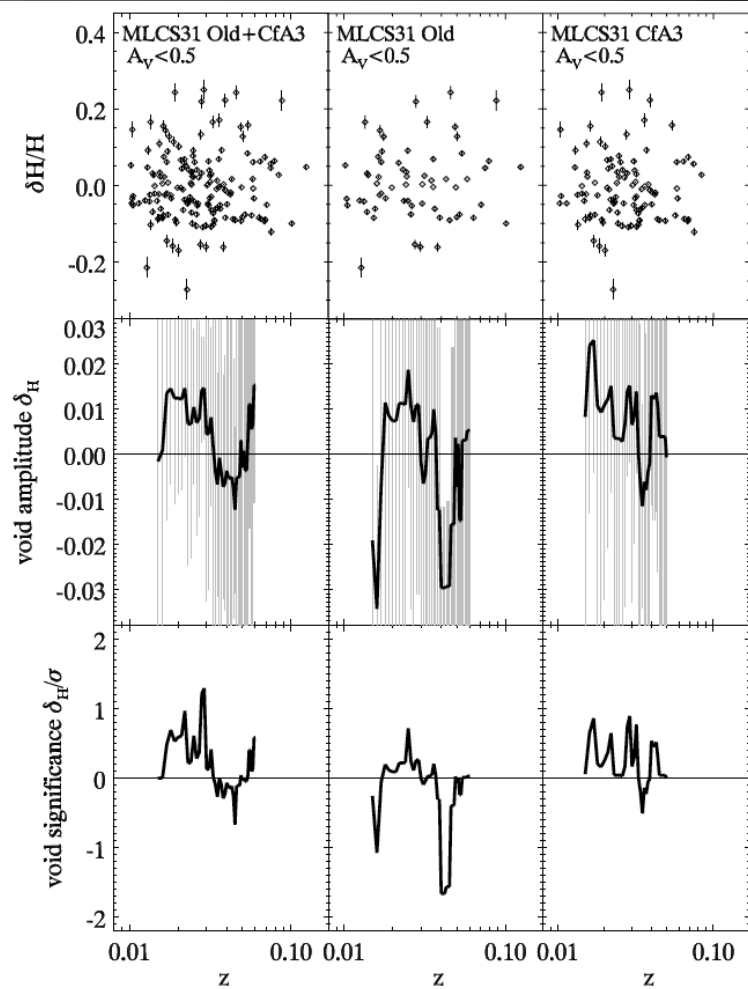 MLCS31 Old+CfA3
A_V<0.5
MLCS31 Old
A_V<0.5
MLCS31 CfA3
A_V<0.5
δH/H
0.4
0.2
0.0
-0.2
void amplitude δ_H
0.03
0.02
0.01
0.00
-0.01
-0.02
-0.03
void significance δ_H/σ
2
1
0
-1
-2
0.01 0.10 0.01 0.10 0.01 0.10
z z z